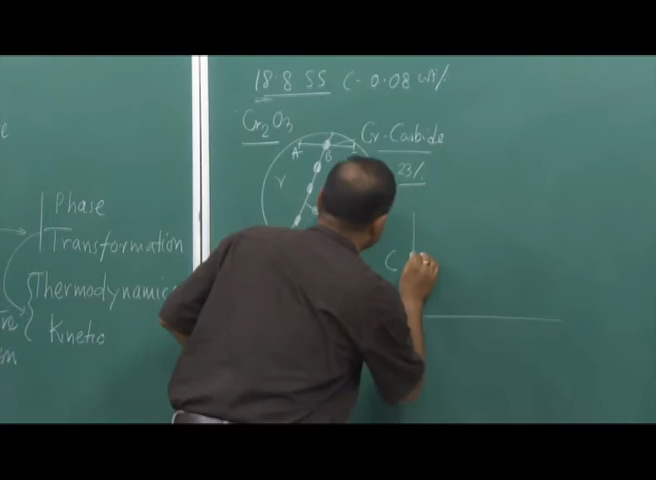 Phase
Transformation
Thermodynamic
Kinetic
18·8 SS C-0.08 wt%
Cr2O3
Cr-Carbide
A B
23%
γ
C